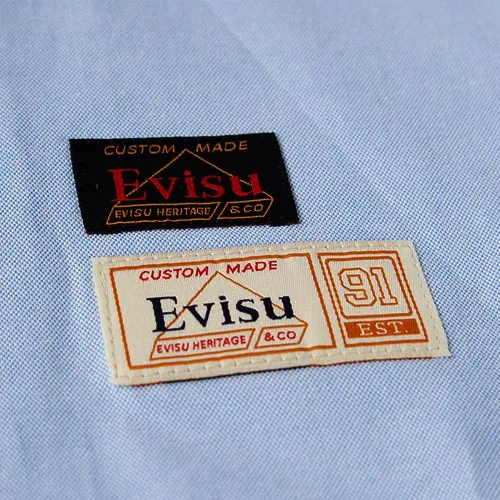 CUSTOM MADE
Evisu
EVISU HERITAGE & CO
CUSTOM MADE
Evisu
EVISU HERITAGE & CO
91
EST.